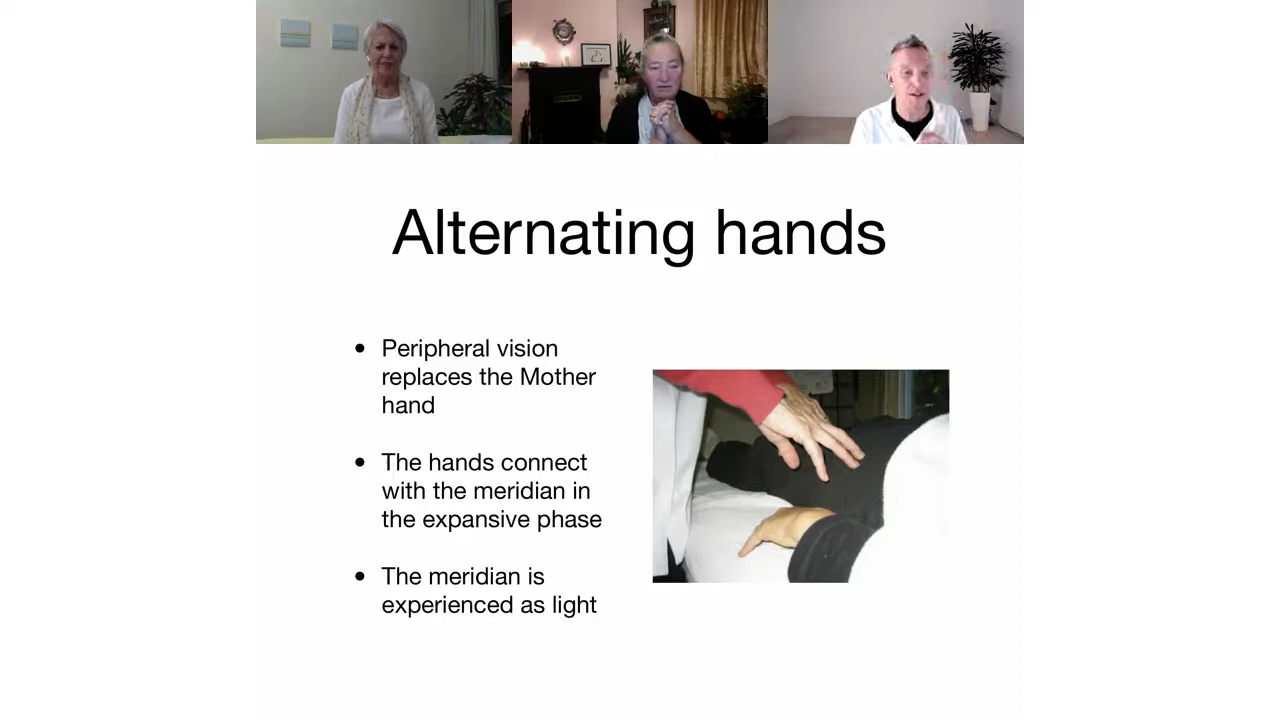 Alternating hands
• Peripheral vision
replaces the Mother
hand
• The hands connect
with the meridian in
the expansive phase
• The meridian is
experienced as light